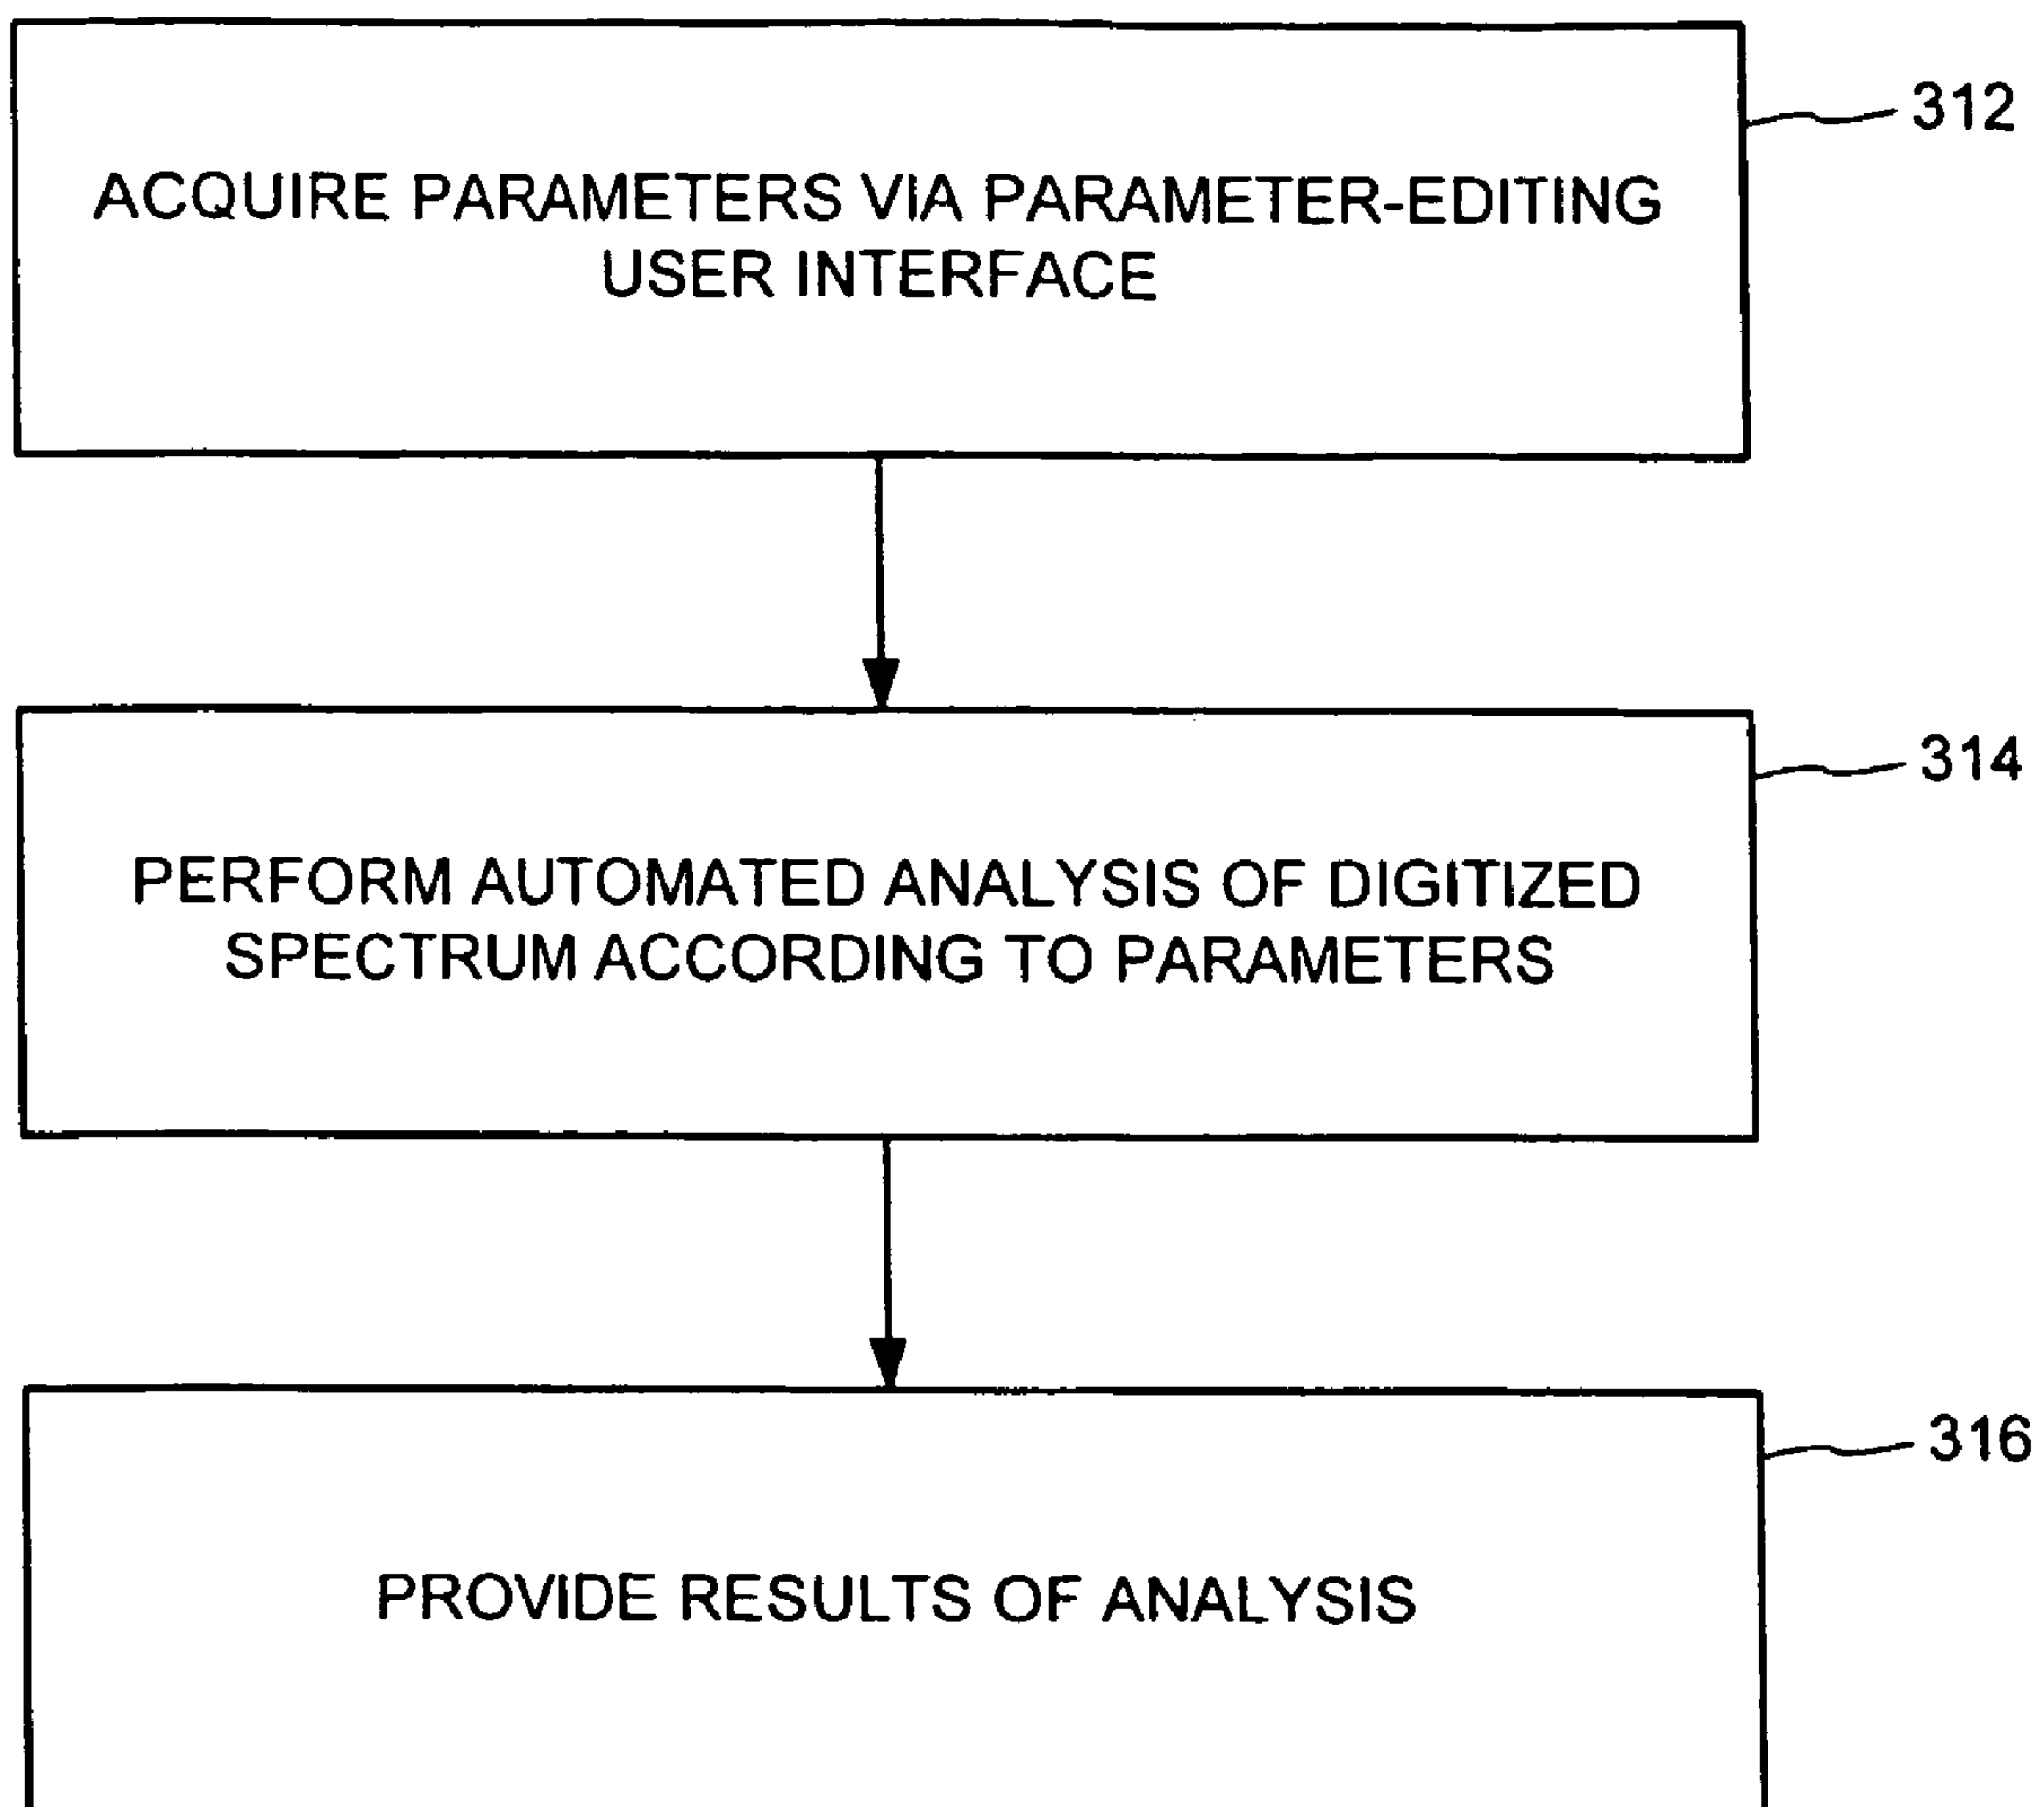 312
ACQUIRE PARAMETERS VIA PARAMETER-EDITING
USER INTERFACE
314
PERFORM AUTOMATED ANALYSIS OF DIGITIZED
SPECTRUM ACCORDING TO PARAMETERS
316
PROVIDE RESULTS OF ANALYSIS